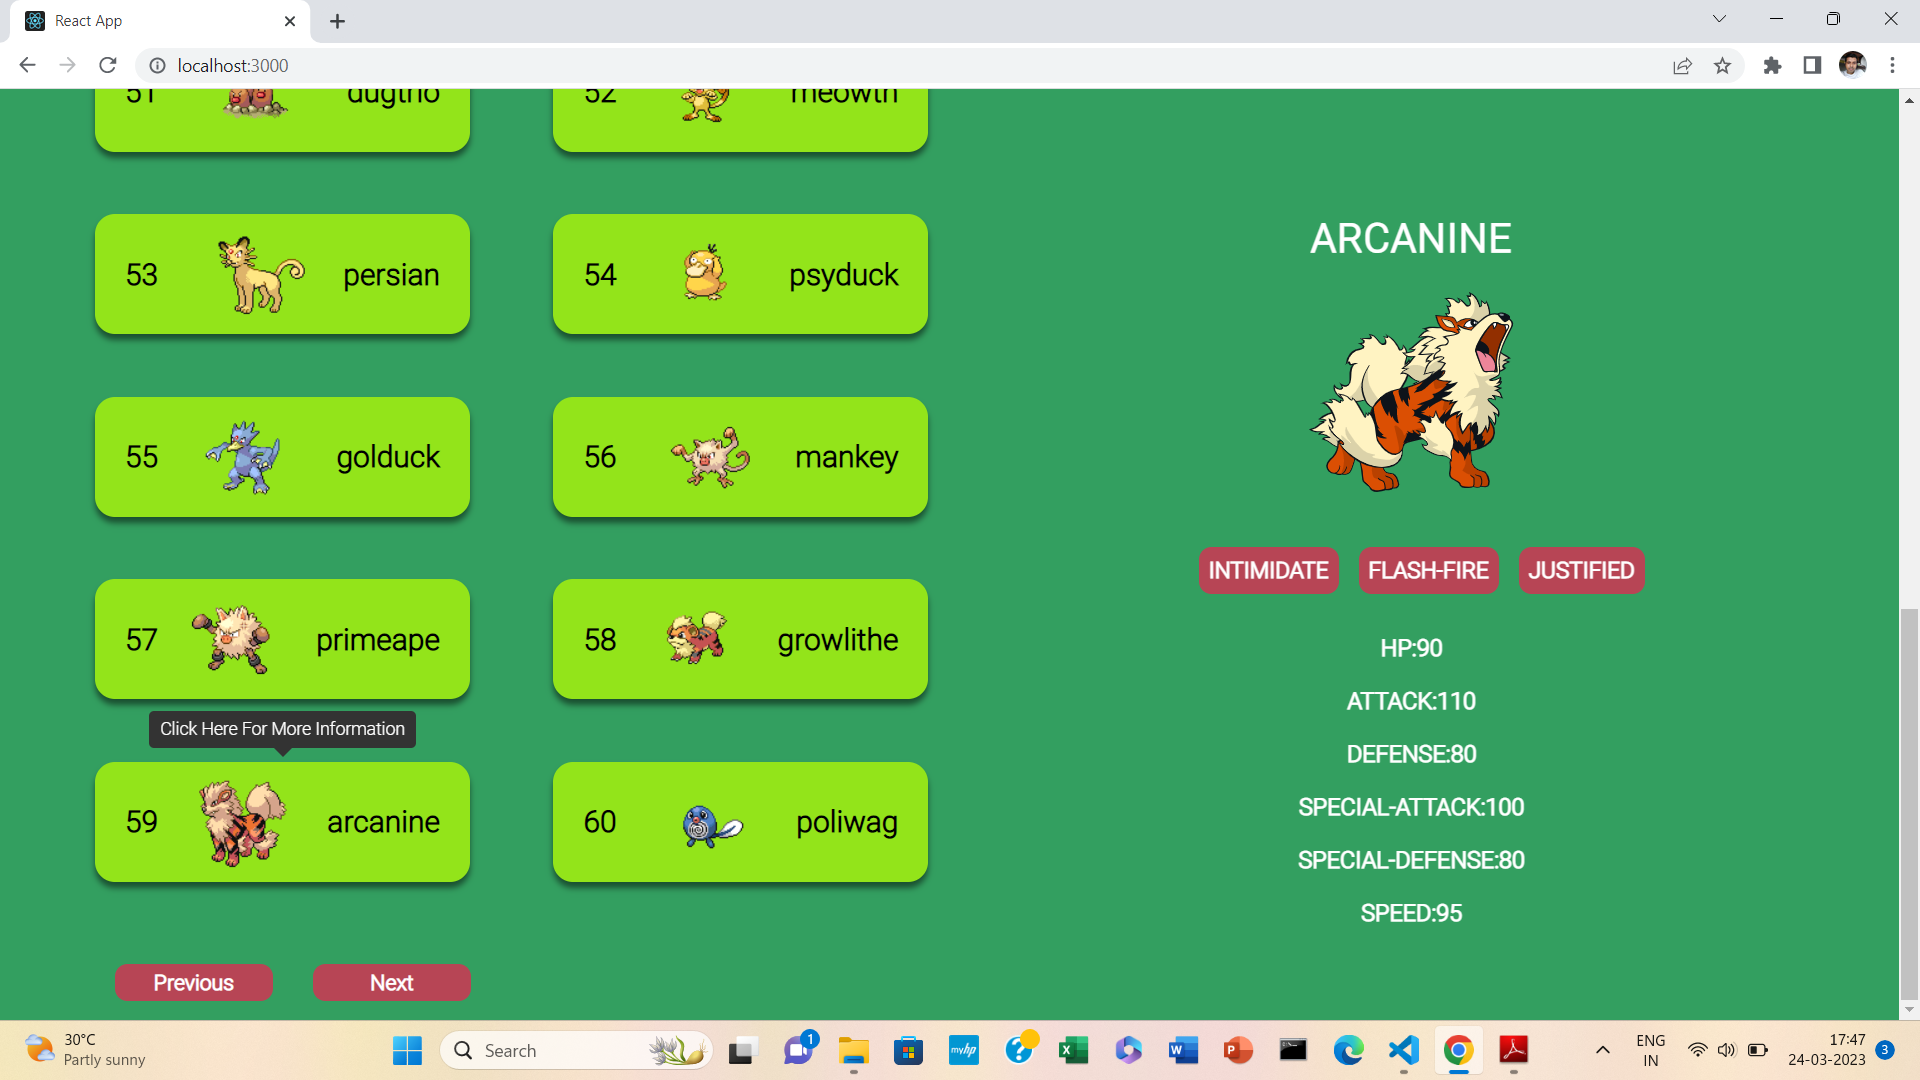 React App
localhost:3000
51 dugtrio
52 meowth
53 persian
54 psyduck
55 golduck
56 mankey
57 primeape
58 growlithe
Click Here For More Information
59 arcanine
60 poliwag
Previous Next
ARCANINE
INTIMIDATE FLASH-FIRE JUSTIFIED
HP:90
ATTACK:110
DEFENSE:80
SPECIAL-ATTACK:100
SPECIAL-DEFENSE:80
SPEED:95
30°C
Partly sunny
Search
1
myhp
ENG
IN
17:47
24-03-2023
3